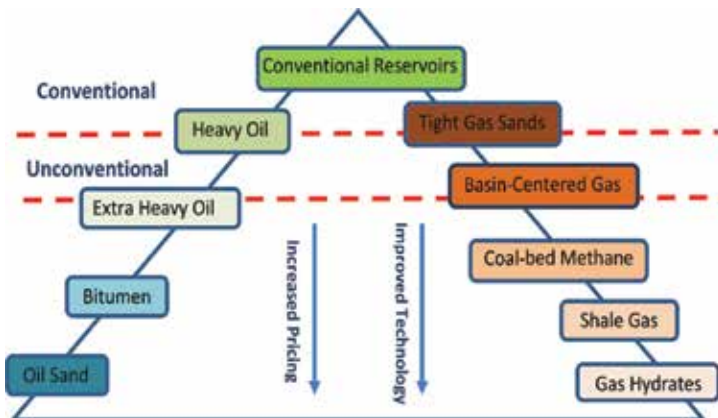 Conventional Reservoirs
Conventional
Heavy Oil
Tight Gas Sands
Unconventional
Basin-Centered Gas
Extra Heavy Oil
Increased Pricing
Improved Technology
Coal-bed Methane
Bitumen
Shale Gas
Oil Sand
Gas Hydrates